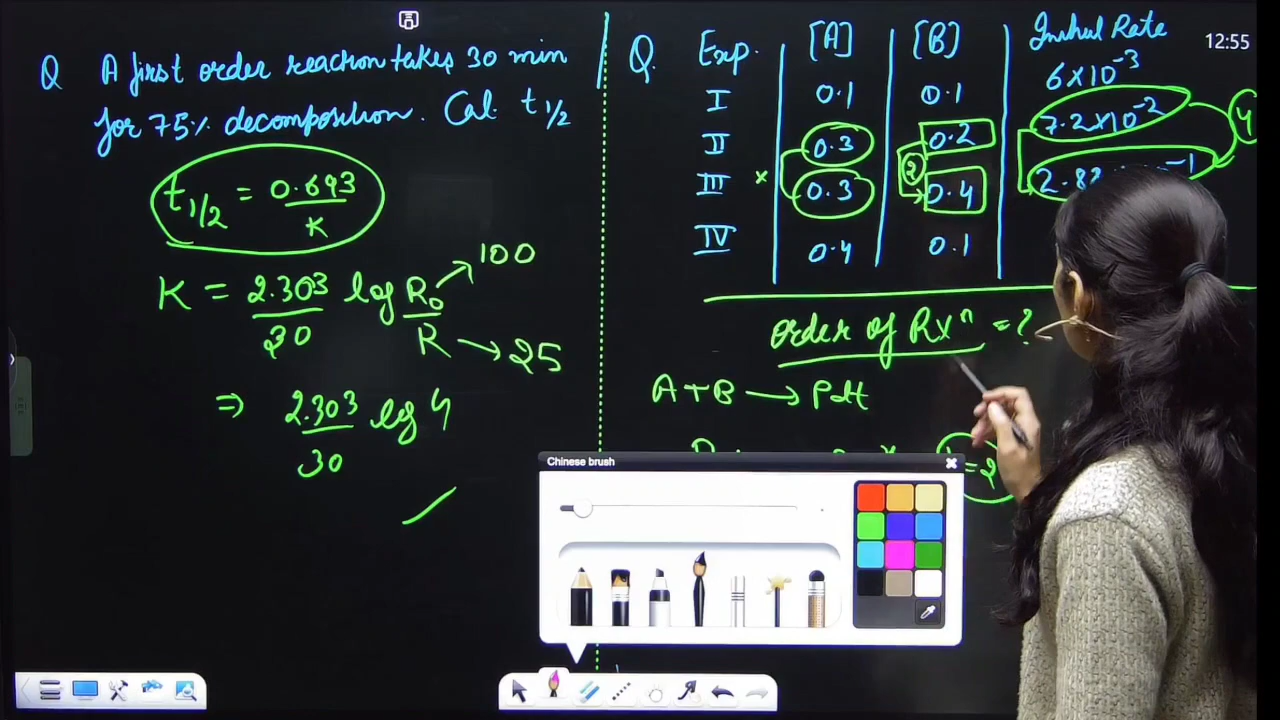 Q A first order reaction takes 30 min
for 75% decomposition. Cal. t1/2
t1/2 = 0.693
K
K = 2.303 log R0 → 100
30 R → 25
⇒ 2.303 log 4
30
Q. Exp. [A] [B] Initial Rate
12:55
I 0.1 0.1 6×10-3
II 0.3 0.2 7.2×10-2 4
III × 0.3 2 0.4
IV 0.4 0.1
Order of Rxn = ?
A+B → Pdt
=2
Chinese brush